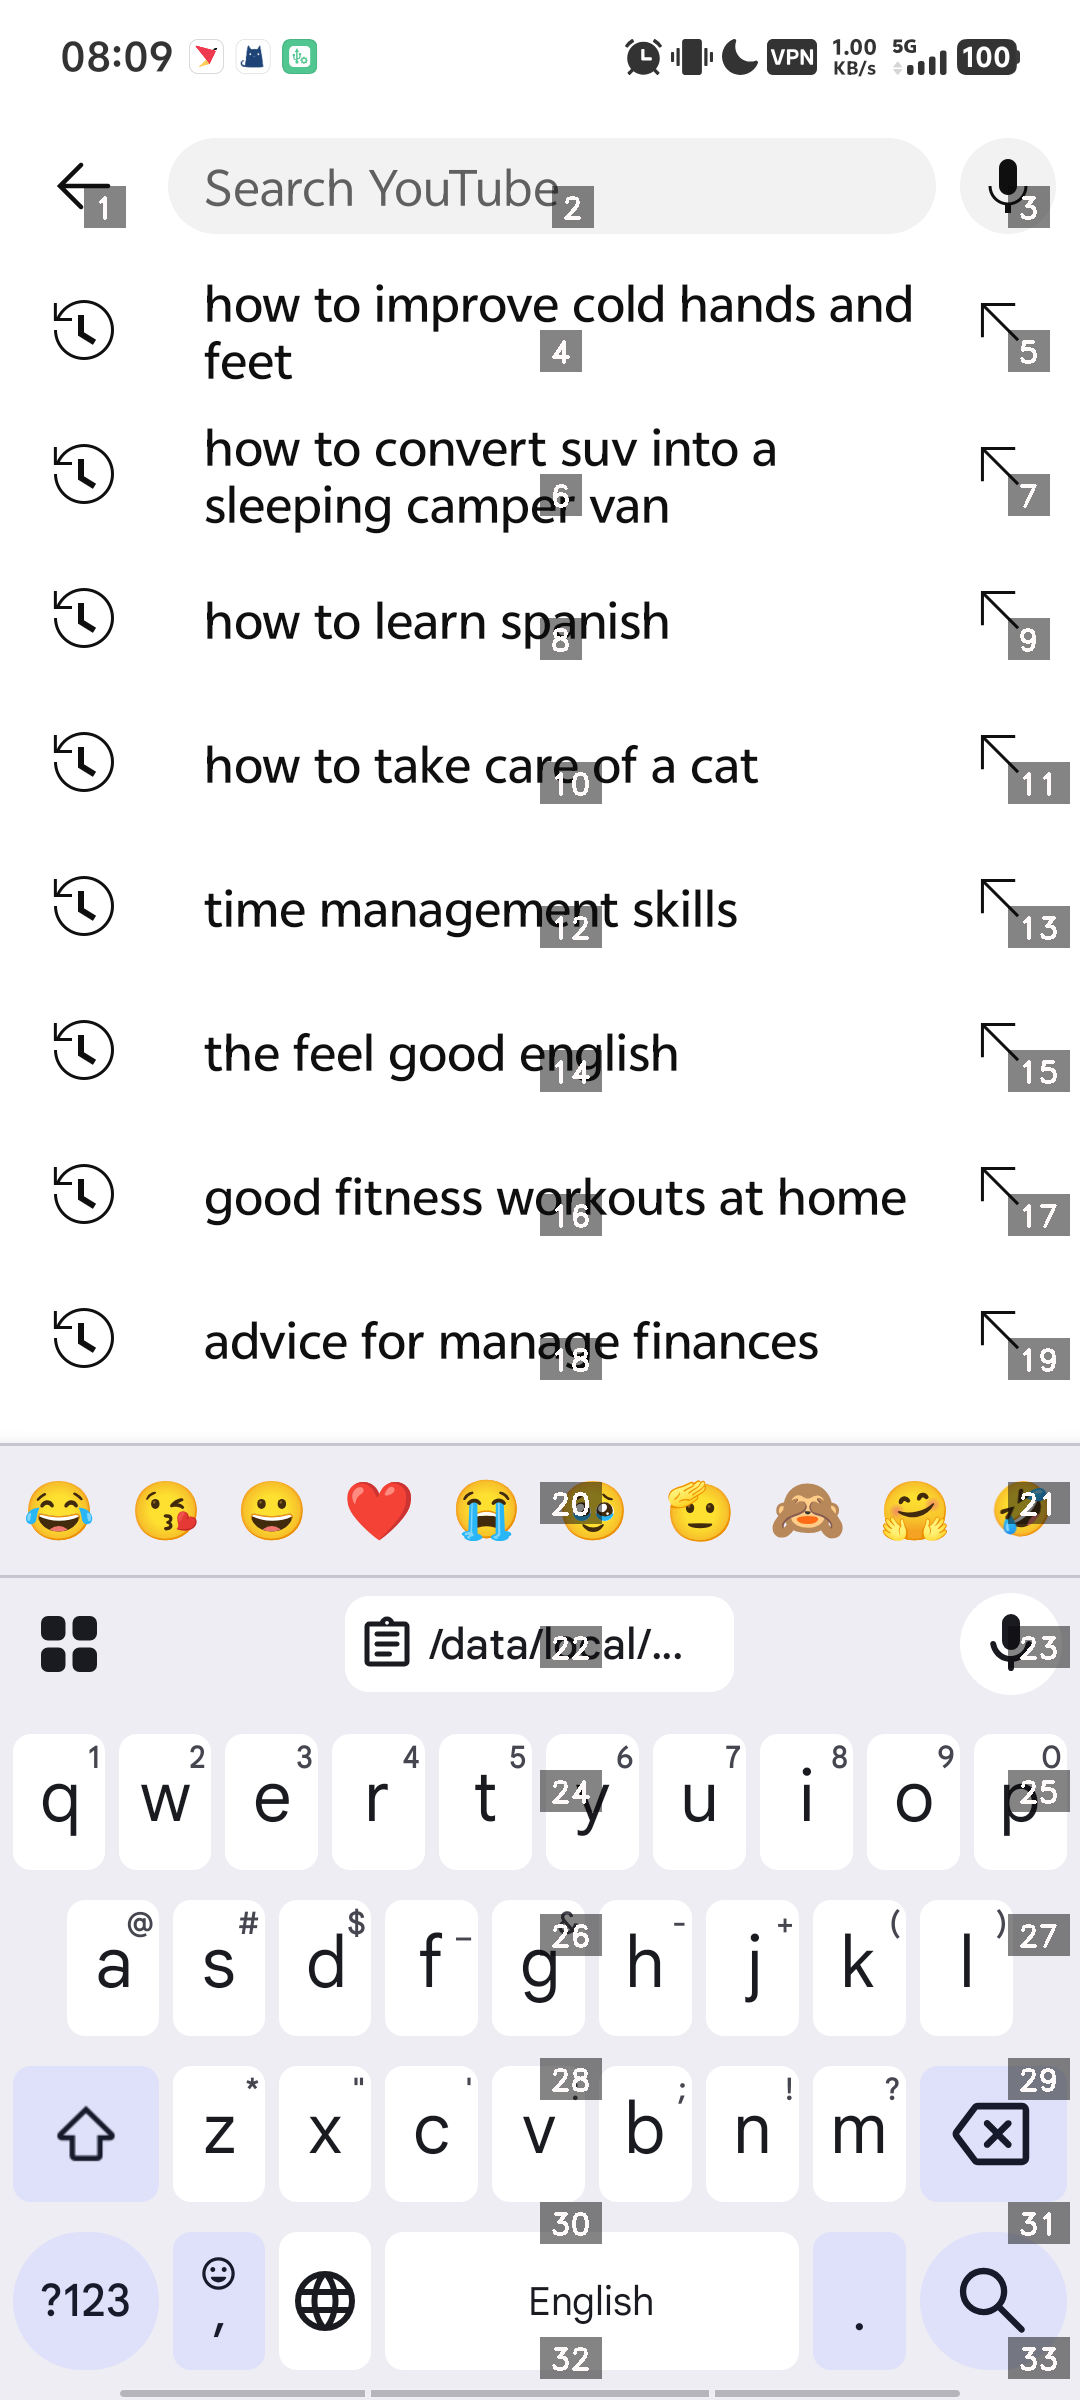 08:09
VPN
1.00
KB/s
5G
100
Search YouTube
1
2
3
how to improve cold hands and
feet
4
5
how to convert suv into a
sleeping camper van
6
7
how to learn spanish
8
9
how to take care of a cat
10
11
time management skills
12
13
the feel good english
14
15
good fitness workouts at home
16
17
advice for manage finances
18
19
20
21
/data/local/...
22
23
1 2 3 4 5 6 7 8 9 0
q w e r t y u i o p
24
25
@ # $ _ & - + ( )
a s d f g h j k l
26
27
* " ' : ; ! ?
z x c v b n m
28
29
30
31
?123
,
English
.
32
33